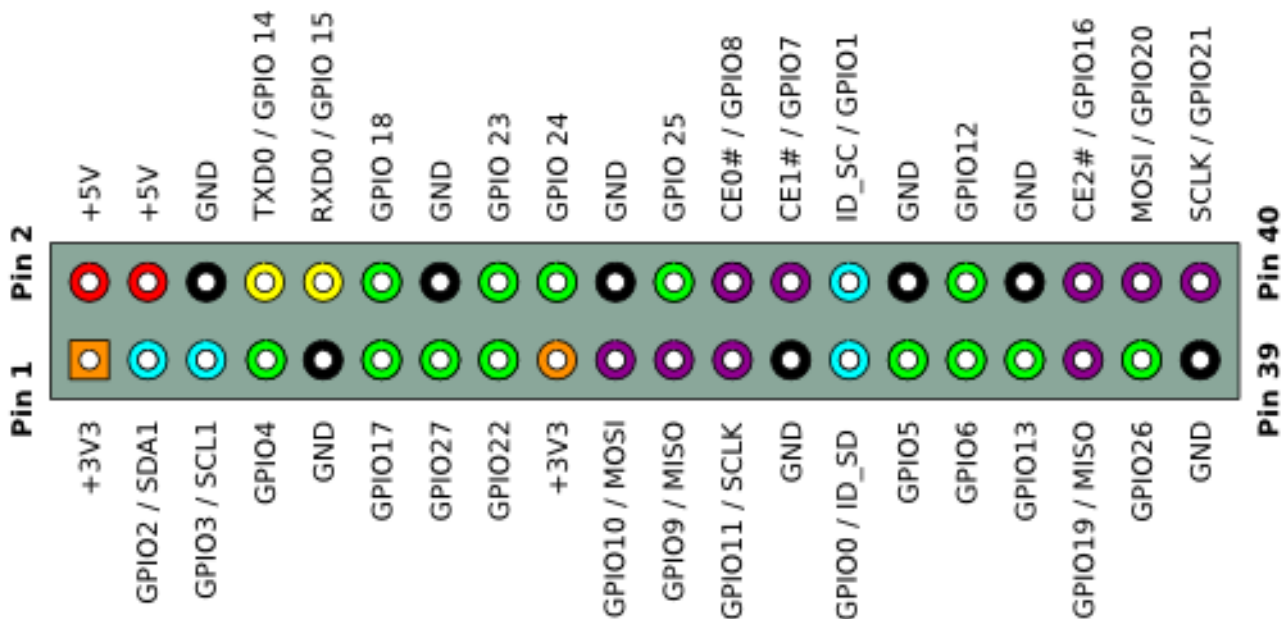 +5V
+5V
GND
TXD0 / GPIO 14
RXD0 / GPIO 15
GPIO 18
GND
GPIO 23
GPIO 24
GND
GPIO 25
CE0# / GPIO8
CE1# / GPIO7
ID_SC / GPIO1
GND
GPIO12
GND
CE2# / GPIO16
MOSI / GPIO20
SCLK / GPIO21
Pin 2
Pin 40
Pin 1
Pin 39
+3V3
GPIO2 / SDA1
GPIO3 / SCL1
GPIO4
GND
GPIO17
GPIO27
GPIO22
+3V3
GPIO10 / MOSI
GPIO9 / MISO
GPIO11 / SCLK
GND
GPIO0 / ID_SD
GPIO5
GPIO6
GPIO13
GPIO19 / MISO
GPIO26
GND